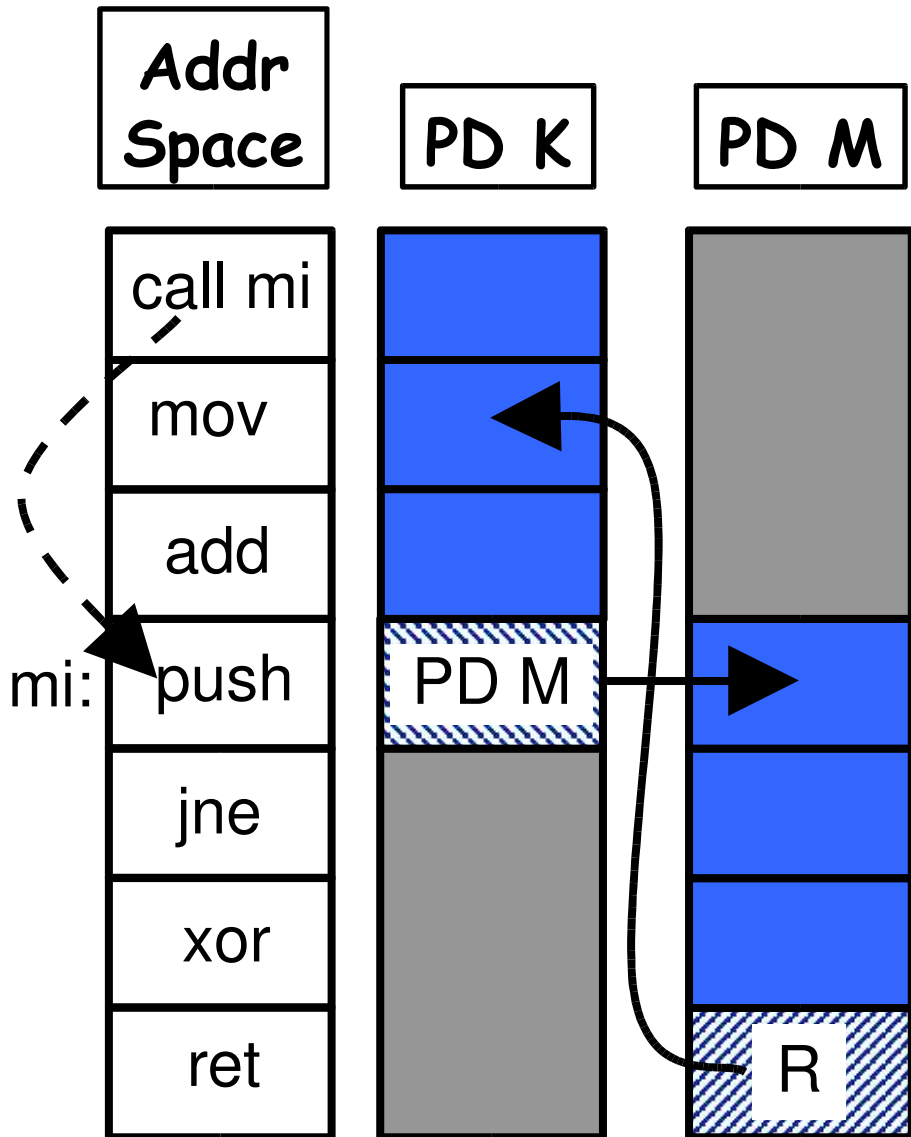 Addr
Space
PD K
PD M
call mi
mov
add
mi:
push
PD M
jne
xor
ret
R